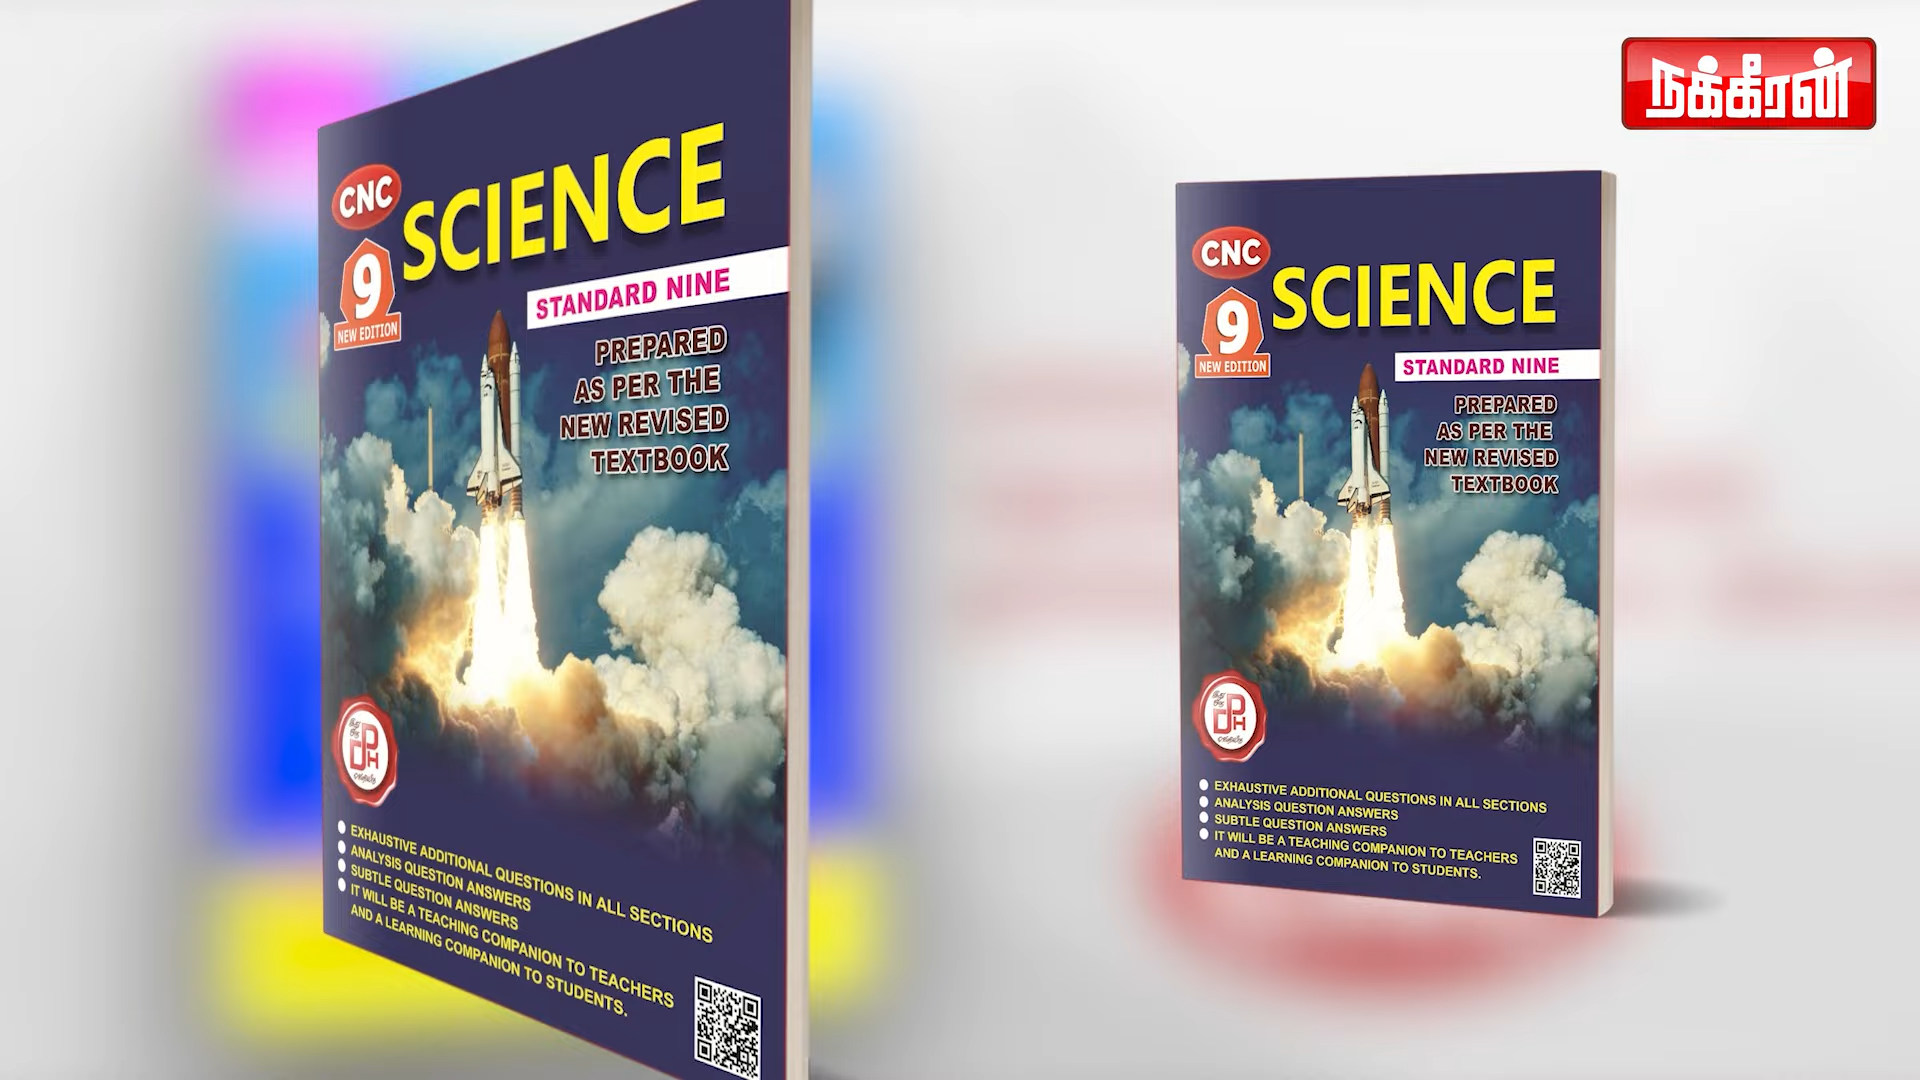 நக்கீரன்
CNC
SCIENCE
9
NEW EDITION
STANDARD NINE
PREPARED
AS PER THE
NEW REVISED
TEXTBOOK
DPH
EXHAUSTIVE ADDITIONAL QUESTIONS IN ALL SECTIONS
ANALYSIS QUESTION ANSWERS
SUBTLE QUESTION ANSWERS
IT WILL BE A TEACHING COMPANION TO TEACHERS
AND A LEARNING COMPANION TO STUDENTS.
CNC
SCIENCE
9
NEW EDITION
STANDARD NINE
PREPARED
AS PER THE
NEW REVISED
TEXTBOOK
DPH
EXHAUSTIVE ADDITIONAL QUESTIONS IN ALL SECTIONS
ANALYSIS QUESTION ANSWERS
SUBTLE QUESTION ANSWERS
IT WILL BE A TEACHING COMPANION TO TEACHERS
AND A LEARNING COMPANION TO STUDENTS.